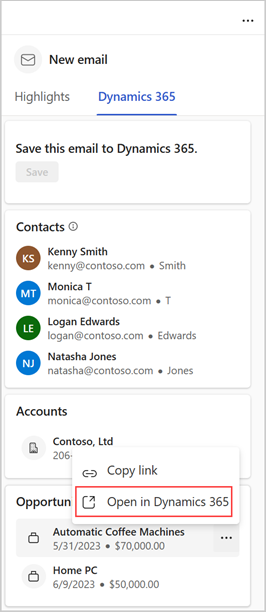 New email
Highlights Dynamics 365
Save this email to Dynamics 365.
Save
Contacts
KS Kenny Smith
kenny@contoso.com • Smith
MT Monica T
monica@contoso.com • T
LE Logan Edwards
logan@contoso.com • Edwards
NJ Natasha Jones
natasha@contoso.com • Jones
Accounts
Contoso, Ltd
206-
Copy link
Open in Dynamics 365
Opportun
Automatic Coffee Machines
5/31/2023 • $70,000.00
Home PC
6/9/2023 • $50,000.00